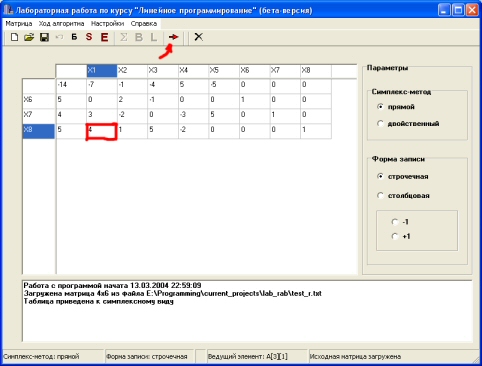 Лабораторная работа по курсу "Линейное программирование" (бета-версия)
Матрица Ход алгоритма Настройки Справка
Б S E Σ B L
X1 X2 X3 X4 X5 X6 X7 X8
-14 -7 -1 -4 5 -5 0 0 0
X6 5 0 2 -1 0 0 1 0 0
X7 4 3 -2 0 -3 5 0 1 0
X8 5 4 1 5 -2 0 0 0 1
Параметры
Симплекс-метод
прямой
двойственный
Форма записи
строчечная
столбцовая
-1
+1
Работа с программой начата 13.03.2004 22:59:09
Загружена матрица 4x6 из файла E:\Programming\current_projects\lab_rab\test_r.txt
Таблица приведена к симплексному виду
Симплекс-метод: прямой Форма записи: строчечная Ведущий элемент: A[3][1] Исходная матрица загружена